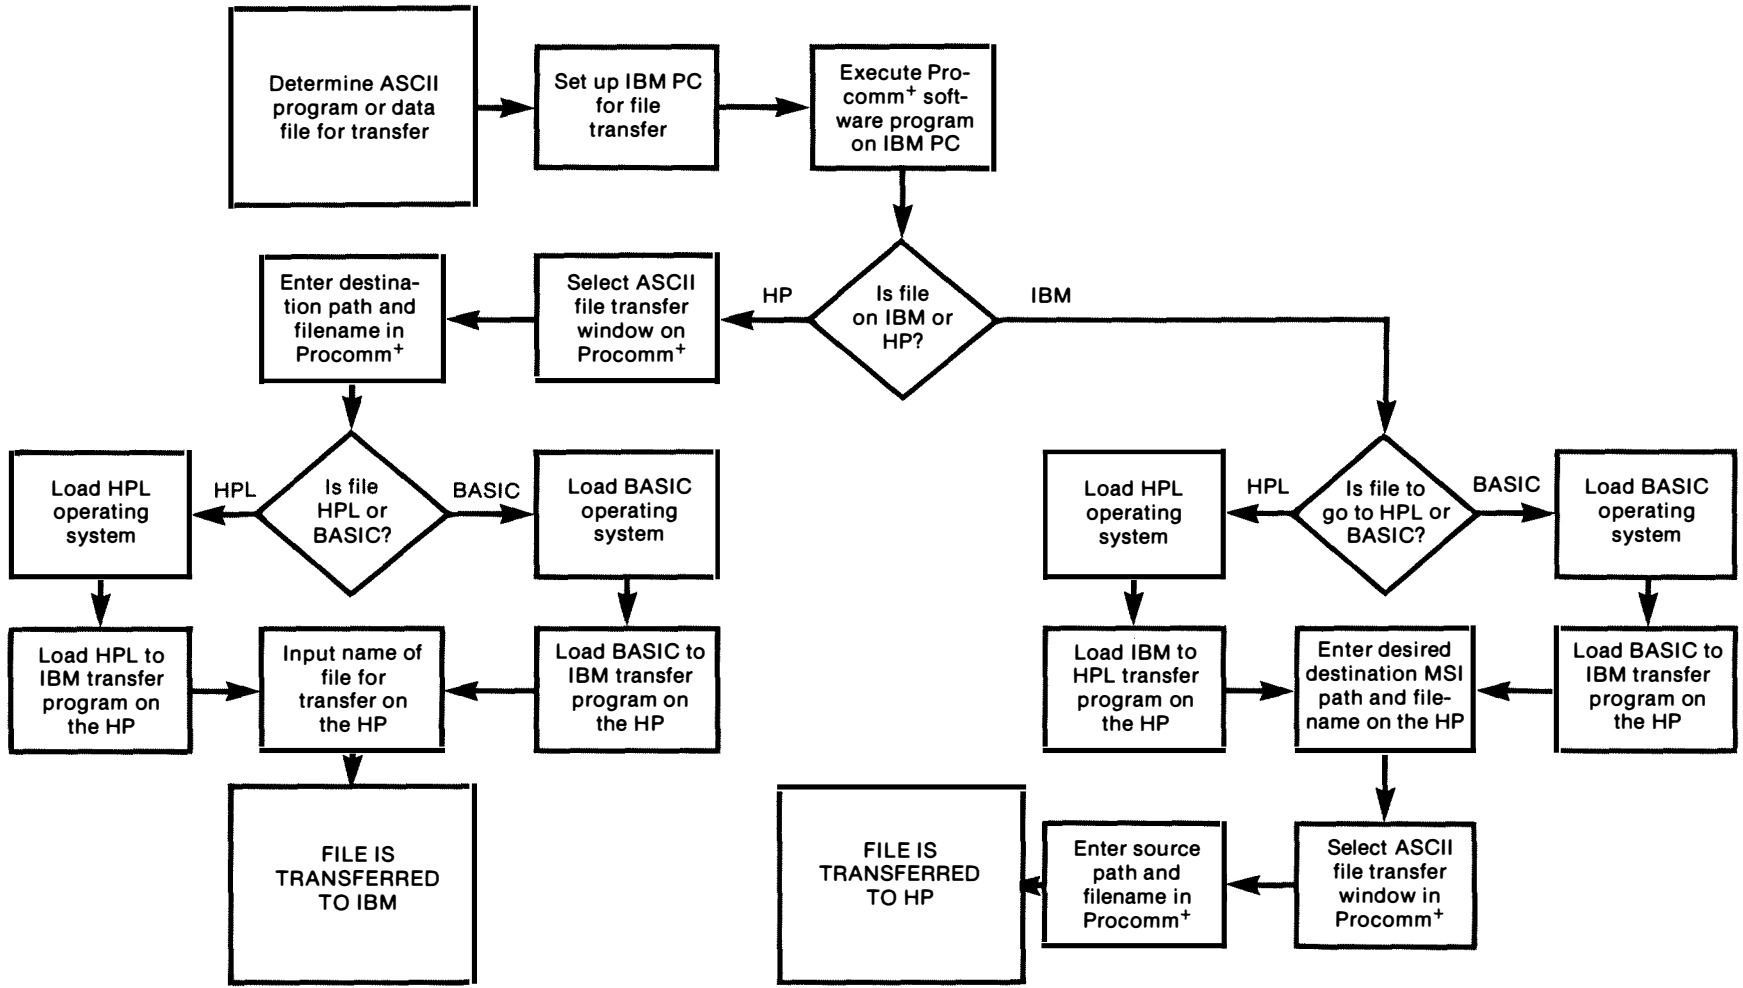 Determine ASCII
program or data
file for transfer
Set up IBM PC
for file
transfer
Execute Pro-
comm+ soft-
ware program
on IBM PC
Is file
on IBM or
HP?
HP
IBM
Select ASCII
file transfer
window on
Procomm+
Enter destina-
tion path and
filename in
Procomm+
Is file
HPL or
BASIC?
HPL
BASIC
Load HPL
operating
system
Load BASIC
operating
system
Load HPL to
IBM transfer
program on
the HP
Input name of
file for
transfer on
the HP
Load BASIC to
IBM transfer
program on
the HP
FILE IS
TRANSFERRED
TO IBM
Is file to
go to HPL or
BASIC?
HPL
BASIC
Load HPL
operating
system
Load BASIC
operating
system
Load IBM to
HPL transfer
program on
the HP
Enter desired
destination MSI
path and file-
name on the HP
Load BASIC to
IBM transfer
program on
the HP
Select ASCII
file transfer
window in
Procomm+
Enter source
path and
filename in
Procomm+
FILE IS
TRANSFERRED
TO HP